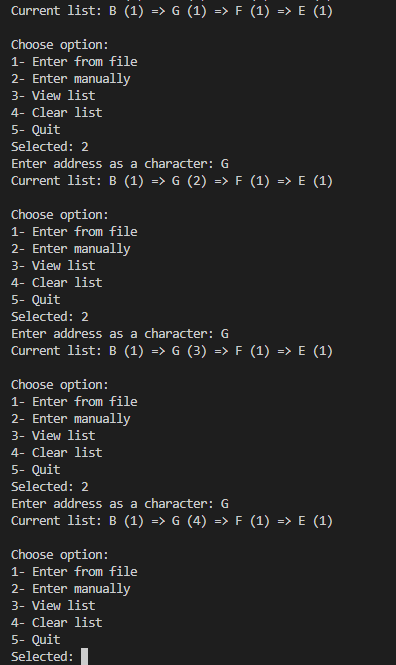 Current list: B (1) => G (1) => F (1) => E (1)
Choose option:
1- Enter from file
2- Enter manually
3- View list
4- Clear list
5- Quit
Selected: 2
Enter address as a character: G
Current list: B (1) => G (2) => F (1) => E (1)
Choose option:
1- Enter from file
2- Enter manually
3- View list
4- Clear list
5- Quit
Selected: 2
Enter address as a character: G
Current list: B (1) => G (3) => F (1) => E (1)
Choose option:
1- Enter from file
2- Enter manually
3- View list
4- Clear list
5- Quit
Selected: 2
Enter address as a character: G
Current list: B (1) => G (4) => F (1) => E (1)
Choose option:
1- Enter from file
2- Enter manually
3- View list
4- Clear list
5- Quit
Selected: